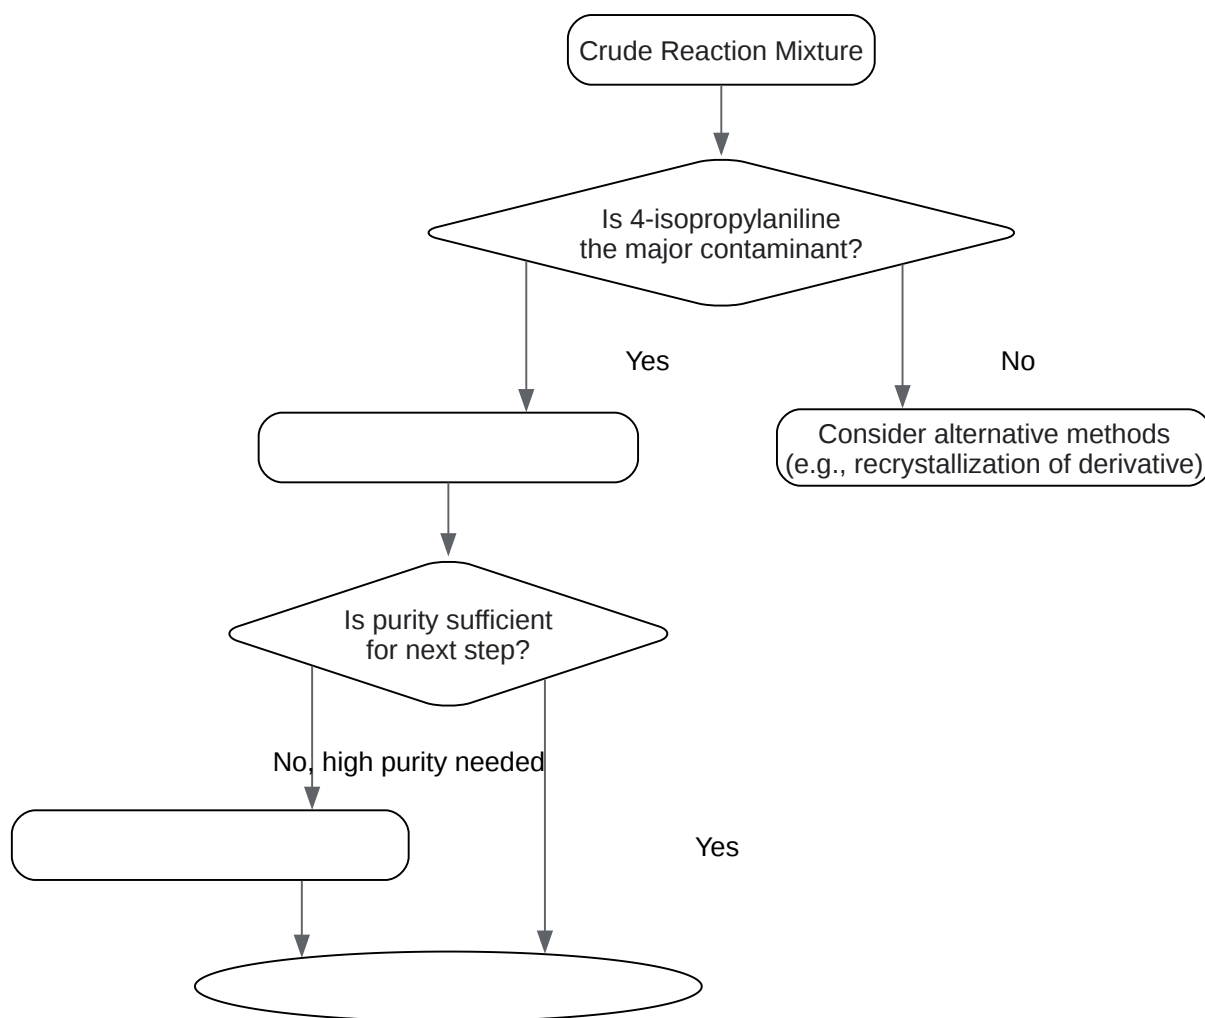 Crude Reaction Mixture
Is 4-isopropylaniline
the major contaminant?
Yes
No
Consider alternative methods
(e.g., recrystallization of derivative)
Is purity sufficient
for next step?
No, high purity needed
Yes